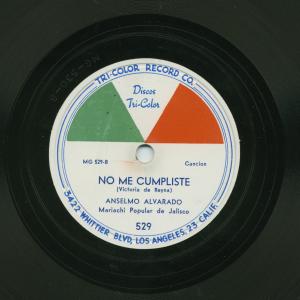 TRI-COLOR RECORD CO.
Discos
Tri-Color
MG 529-B
Cancion
NO ME CUMPLISTE
(Victoria de Reyna)
ANSELMO ALVARADO
Mariachi Popular de Jalisco
529
3422 WHITTIER BLVD, LOS ANGELES, 23 CALIF.